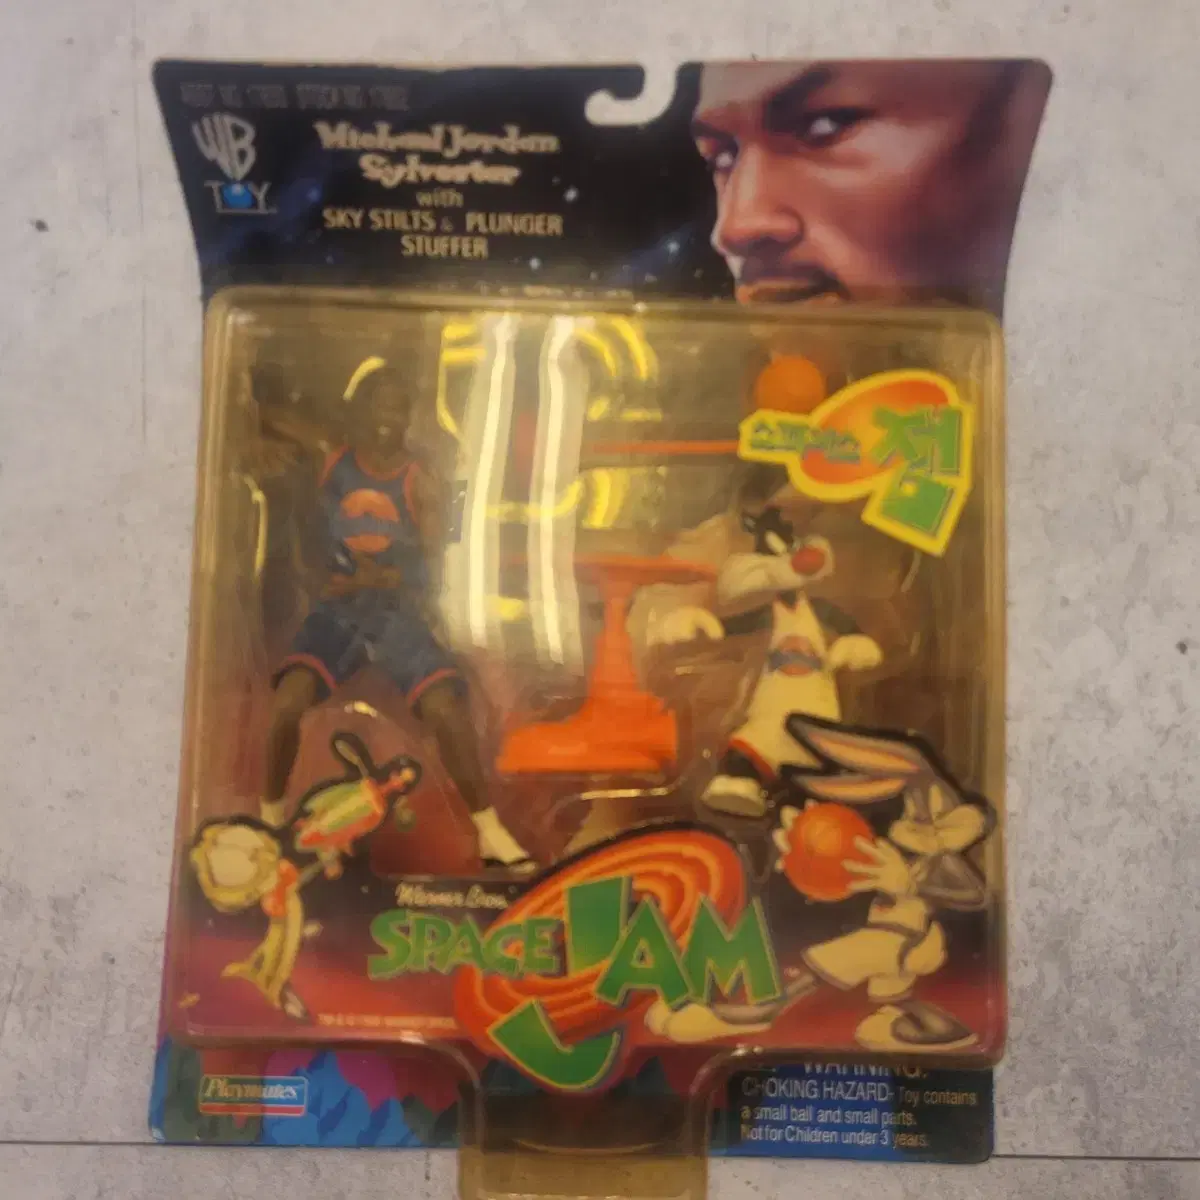 WB
TOY
Michael Jordan
Sylvester
with
SKY STILTS & PLUNGER
STUFFER
스페이스
잼
Warner Bros.
SPACE JAM
Playmates
WARNING:
CHOKING HAZARD- Toy contains
a small ball and small parts.
Not for Children under 3 years.